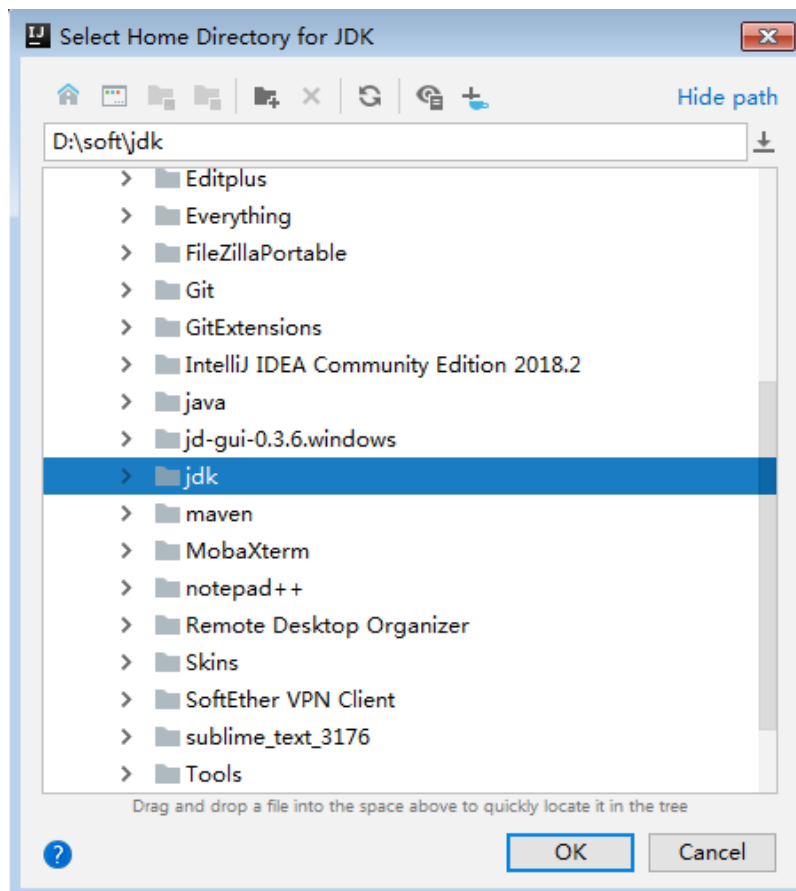 IJ Select Home Directory for JDK
Hide path
D:\soft\jdk
Editplus
Everything
FileZillaPortable
Git
GitExtensions
IntelliJ IDEA Community Edition 2018.2
java
jd-gui-0.3.6.windows
jdk
maven
MobaXterm
notepad++
Remote Desktop Organizer
Skins
SoftEther VPN Client
sublime_text_3176
Tools
Drag and drop a file into the space above to quickly locate it in the tree
? OK Cancel